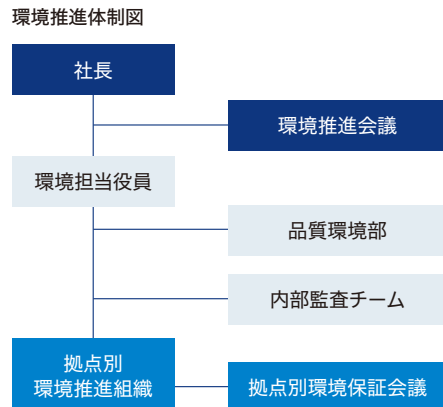 環境推進体制図
社長
環境推進会議
環境担当役員
品質環境部
内部監査チーム
拠点別
環境推進組織
拠点別環境保証会議